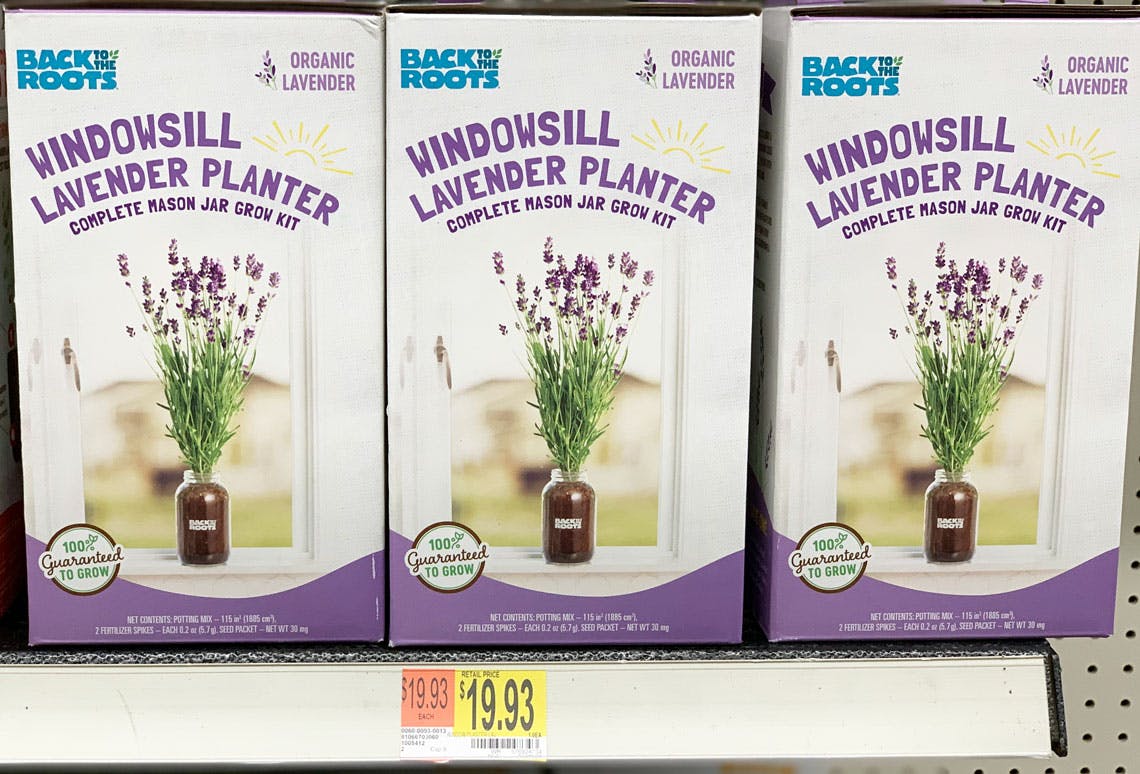 BACK TO THE
ROOTS
ORGANIC
LAVENDER
WINDOWSILL
LAVENDER PLANTER
COMPLETE MASON JAR GROW KIT
BACK TO THE
ROOTS
100%
Guaranteed
TO GROW
NET CONTENTS: POTTING MIX – 115 in³ (1885 cm³),
2 FERTILIZER SPIKES – EACH 0.2 oz (5.7 g), SEED PACKET – NET WT 30 mg
BACK TO THE
ROOTS
ORGANIC
LAVENDER
WINDOWSILL
LAVENDER PLANTER
COMPLETE MASON JAR GROW KIT
BACK TO THE
ROOTS
100%
Guaranteed
TO GROW
NET CONTENTS: POTTING MIX – 115 in³ (1885 cm³),
2 FERTILIZER SPIKES – EACH 0.2 oz (5.7 g), SEED PACKET – NET WT 30 mg
BACK TO THE
ROOTS
ORGANIC
LAVENDER
WINDOWSILL
LAVENDER PLANTER
COMPLETE MASON JAR GROW KIT
BACK TO THE
ROOTS
100%
Guaranteed
TO GROW
NET CONTENTS: POTTING MIX – 115 in³ (1885 cm³),
2 FERTILIZER SPIKES – EACH 0.2 oz (5.7 g), SEED PACKET – NET WT 30 mg
$19.93
EACH
RETAIL PRICE
$19.93